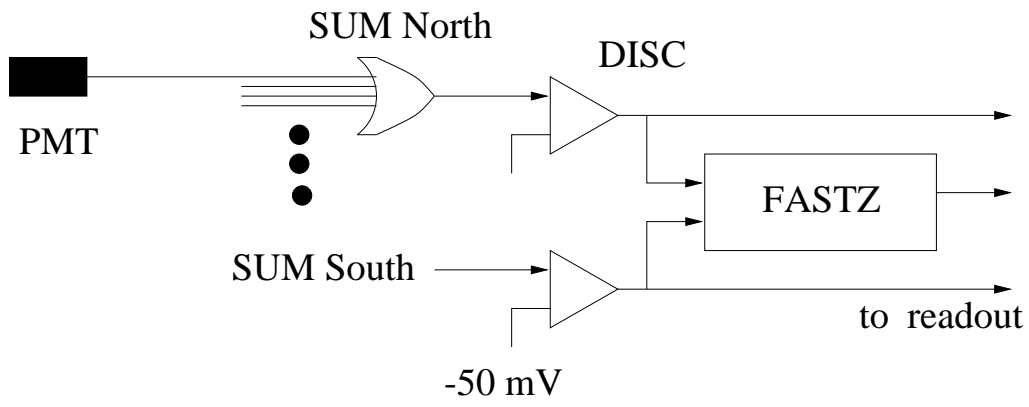 SUM North
DISC
PMT
FASTZ
SUM South
to readout
-50 mV